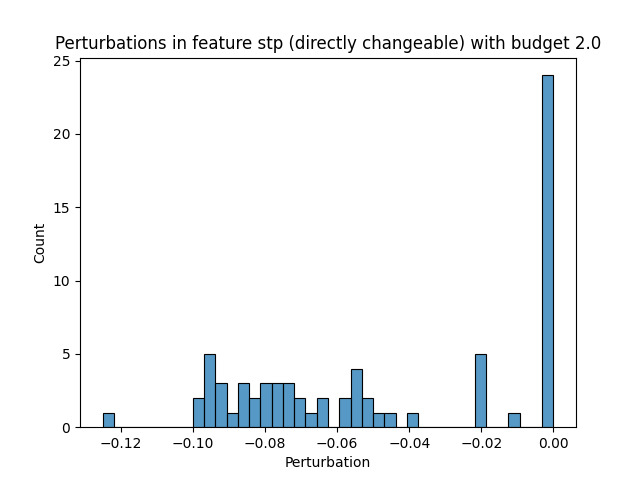 Perturbations in feature stp (directly changeable) with budget 2.0
25
20
15
10
5
0
Count
−0.12 −0.10 −0.08 −0.06 −0.04 −0.02 0.00
Perturbation